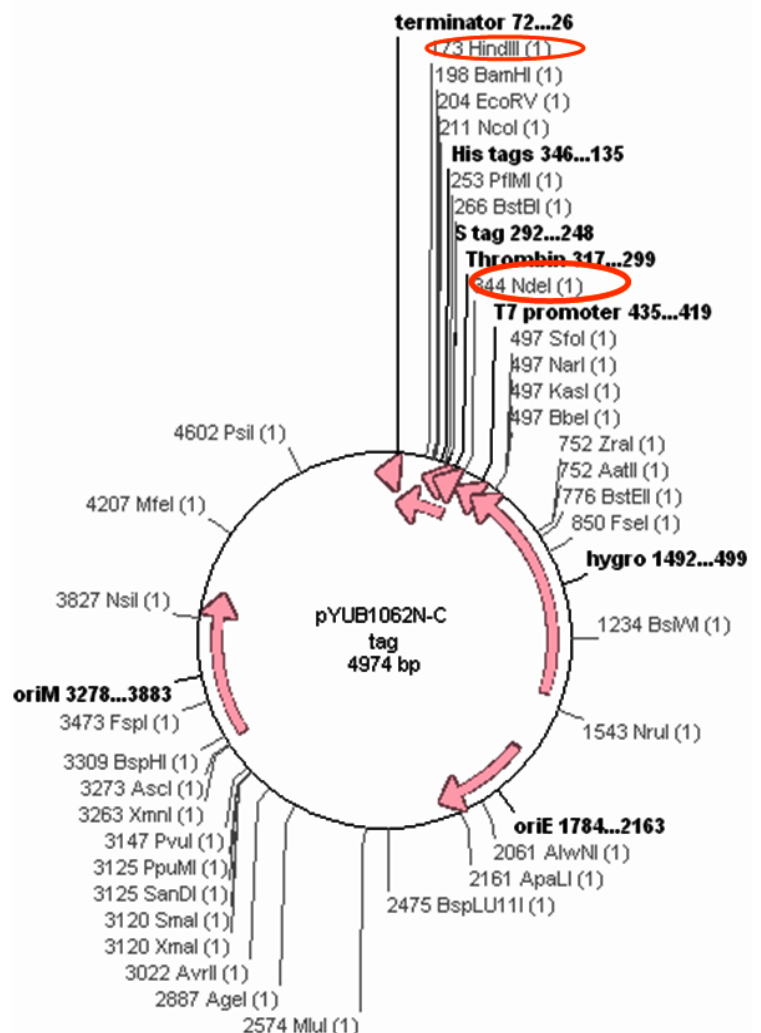 terminator 72...26
173 HindIII (1)
198 BamHI (1)
204 EcoRV (1)
211 NcoI (1)
His tags 346...135
253 PflMI (1)
266 BstBI (1)
S tag 292...248
Thrombin 317...299
344 NdeI (1)
T7 promoter 435...419
497 SfoI (1)
497 NarI (1)
497 KasI (1)
497 BbeI (1)
752 ZraI (1)
752 AatII (1)
776 BstEII (1)
850 FseI (1)
hygro 1492...499
1234 BsiWI (1)
1543 NruI (1)
oriE 1784...2163
2061 AlwNI (1)
2161 ApaLI (1)
2475 BspLU11I (1)
2574 MluI (1)
2887 AgeI (1)
3022 AvrII (1)
3120 XmaI (1)
3120 SmaI (1)
3125 SanDI (1)
3125 PpuMI (1)
3147 PvuI (1)
3263 XmnI (1)
3273 AscI (1)
3309 BspHI (1)
3473 FspI (1)
oriM 3278...3883
3827 NsiI (1)
4207 MfeI (1)
4602 PsiI (1)
pYUB1062N-C
tag
4974 bp